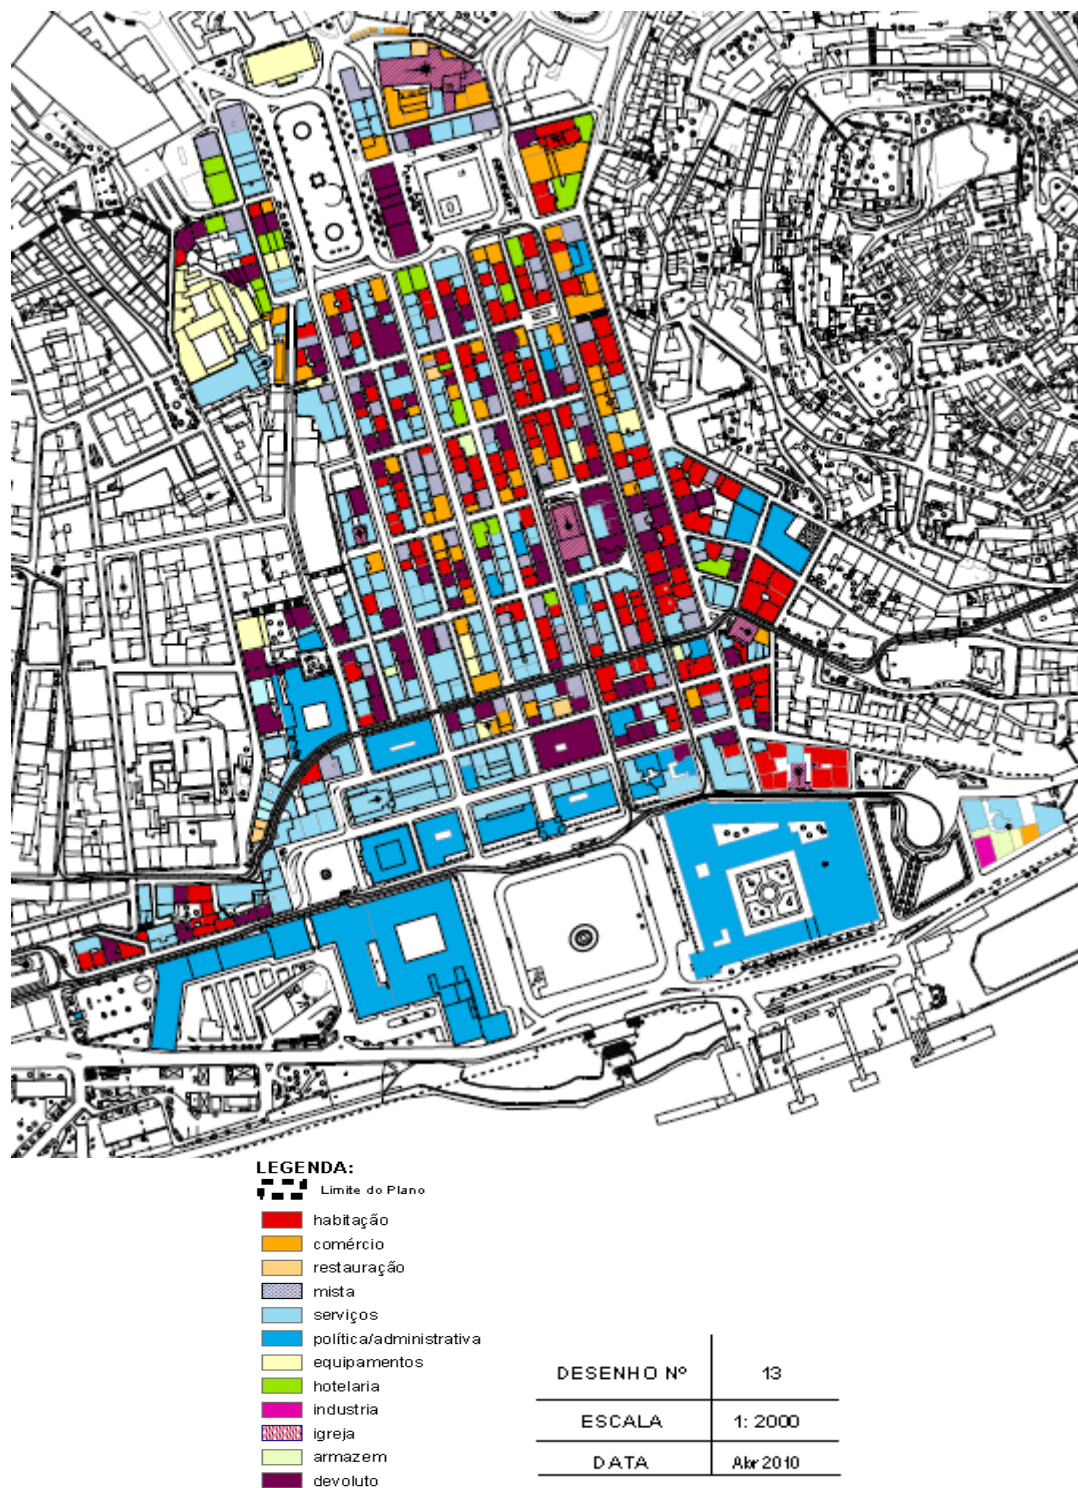 LEGENDA:
Limite do Plano
habitação
comércio
restauração
mista
serviços
política/administrativa
equipamentos
hotelaria
industria
igreja
armazem
devoluto
DESENHO Nº 13
ESCALA 1: 2000
DATA Abr 2010